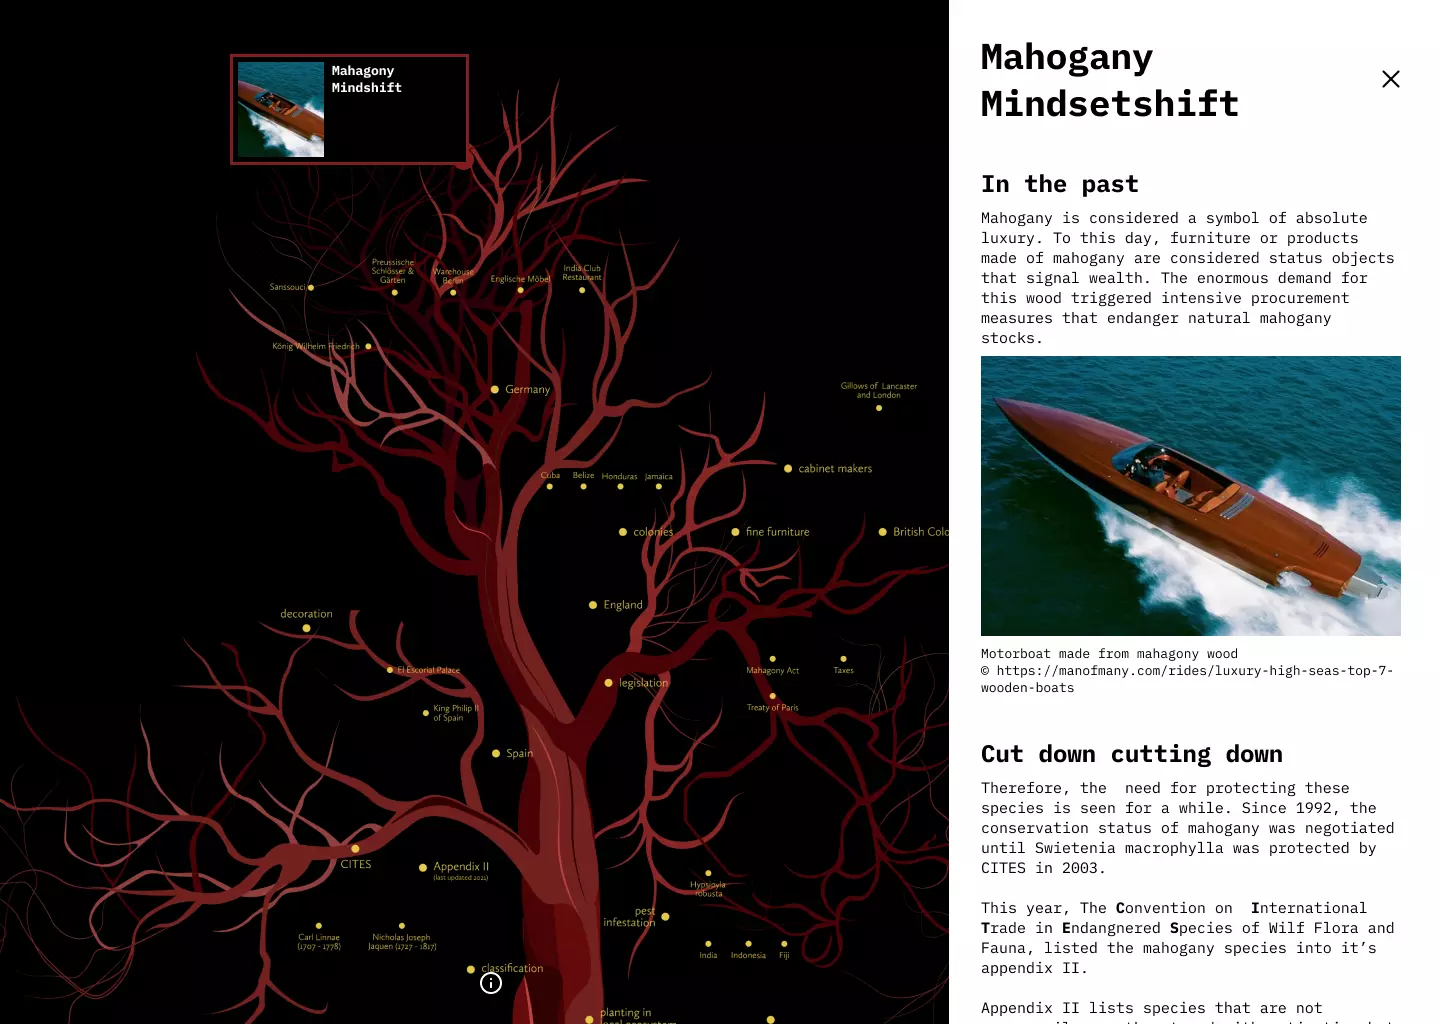 Mahagony
Mindshift
Preussische
Schlösser &
Gärten
Warehouse
Berlin
Englische Möbel
India Club
Restaurant
Sanssouci
König Wilhelm Friedrich
Germany
Gillows of Lancaster
and London
Cuba
Belize
Honduras
Jamaica
cabinet makers
colonies
fine furniture
British Colo
England
decoration
El Escorial Palace
Mahagony Act
Taxes
legislation
King Philip II
of Spain
Treaty of Paris
Spain
CITES
Appendix II
(last updated 2021)
Hypsipyla
robusta
pest
infestation
Carl Linnae
(1707 - 1778)
Nicholas Joseph
Jaquen (1727 - 1817)
India
Indonesia
Fiji
classification
planting in
Mahogany
Mindsetshift
In the past
Mahogany is considered a symbol of absolute
luxury. To this day, furniture or products
made of mahogany are considered status objects
that signal wealth. The enormous demand for
this wood triggered intensive procurement
measures that endanger natural mahogany
stocks.
Motorboat made from mahagony wood
© https://manofmany.com/rides/luxury-high-seas-top-7-
wooden-boats
Cut down cutting down
Therefore, the  need for protecting these
species is seen for a while. Since 1992, the
conservation status of mahogany was negotiated
until Swietenia macrophylla was protected by
CITES in 2003.
This year, The Convention on  International
Trade in Endangnered Species of Wilf Flora and
Fauna, listed the mahogany species into it’s
appendix II.
Appendix II lists species that are not